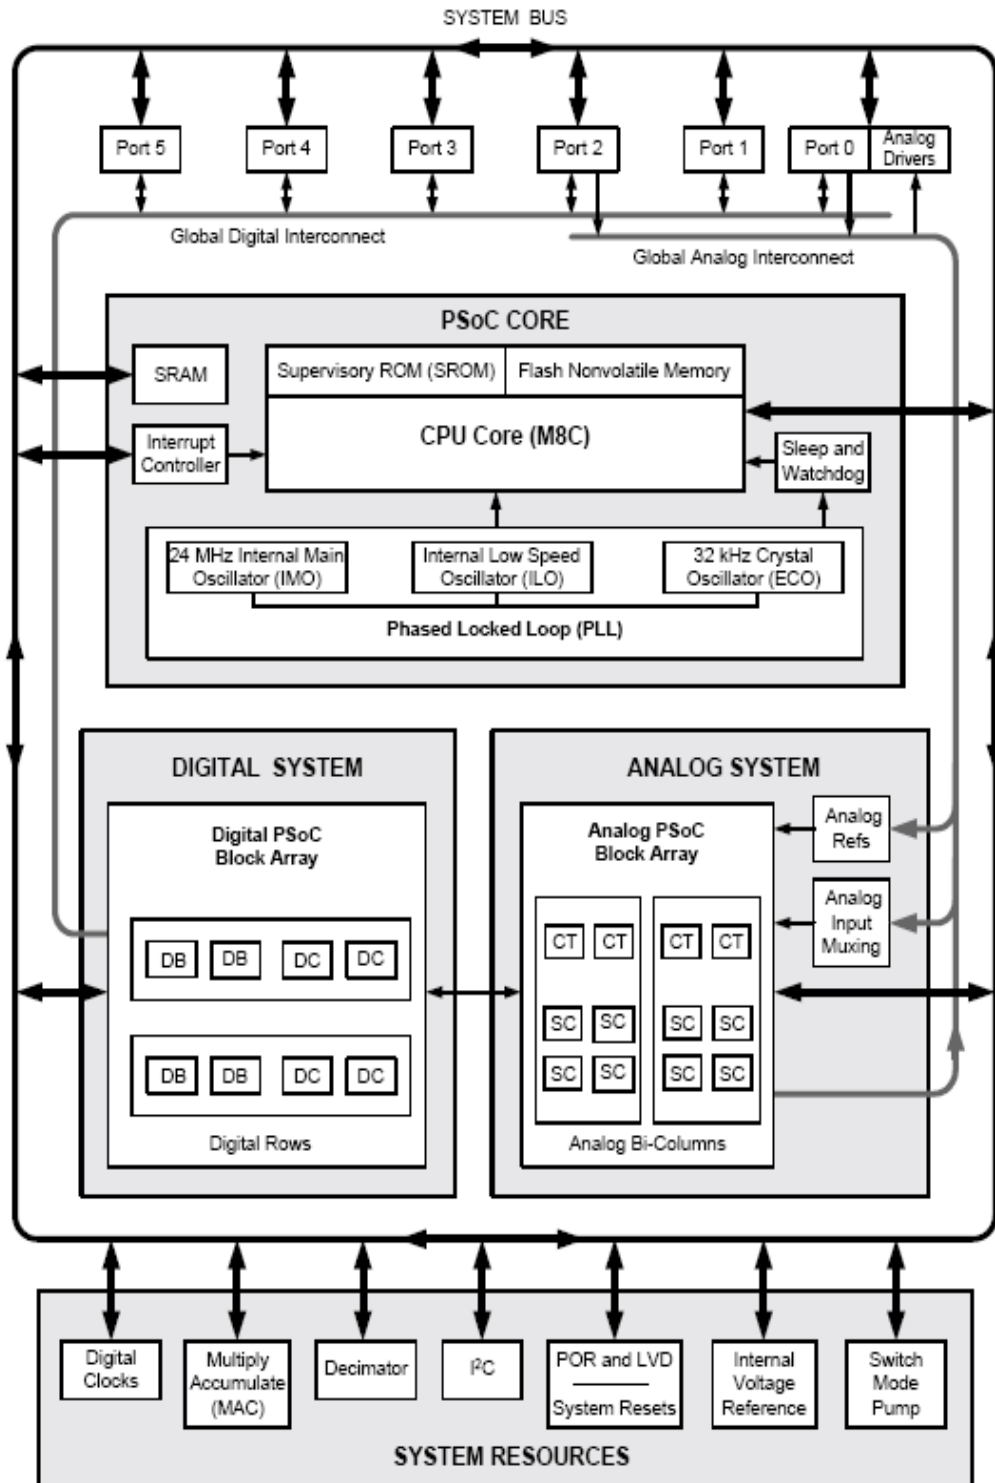 SYSTEM BUS
Port 5
Port 4
Port 3
Port 2
Port 1
Port 0
Analog
Drivers
Global Digital Interconnect
Global Analog Interconnect
PSoC CORE
SRAM
Supervisory ROM (SROM)
Flash Nonvolatile Memory
CPU Core (M8C)
Interrupt
Controller
Sleep and
Watchdog
24 MHz Internal Main
Oscillator (IMO)
Internal Low Speed
Oscillator (ILO)
32 kHz Crystal
Oscillator (ECO)
Phased Locked Loop (PLL)
DIGITAL SYSTEM
Digital PSoC
Block Array
DB DB DC DC
DB DB DC DC
Digital Rows
ANALOG SYSTEM
Analog PSoC
Block Array
CT CT CT CT
SC SC SC SC
SC SC SC SC
Analog Bi-Columns
Analog
Refs
Analog
Input
Muxing
Digital
Clocks
Multiply
Accumulate
(MAC)
Decimator
I²C
POR and LVD
System Resets
Internal
Voltage
Reference
Switch
Mode
Pump
SYSTEM RESOURCES